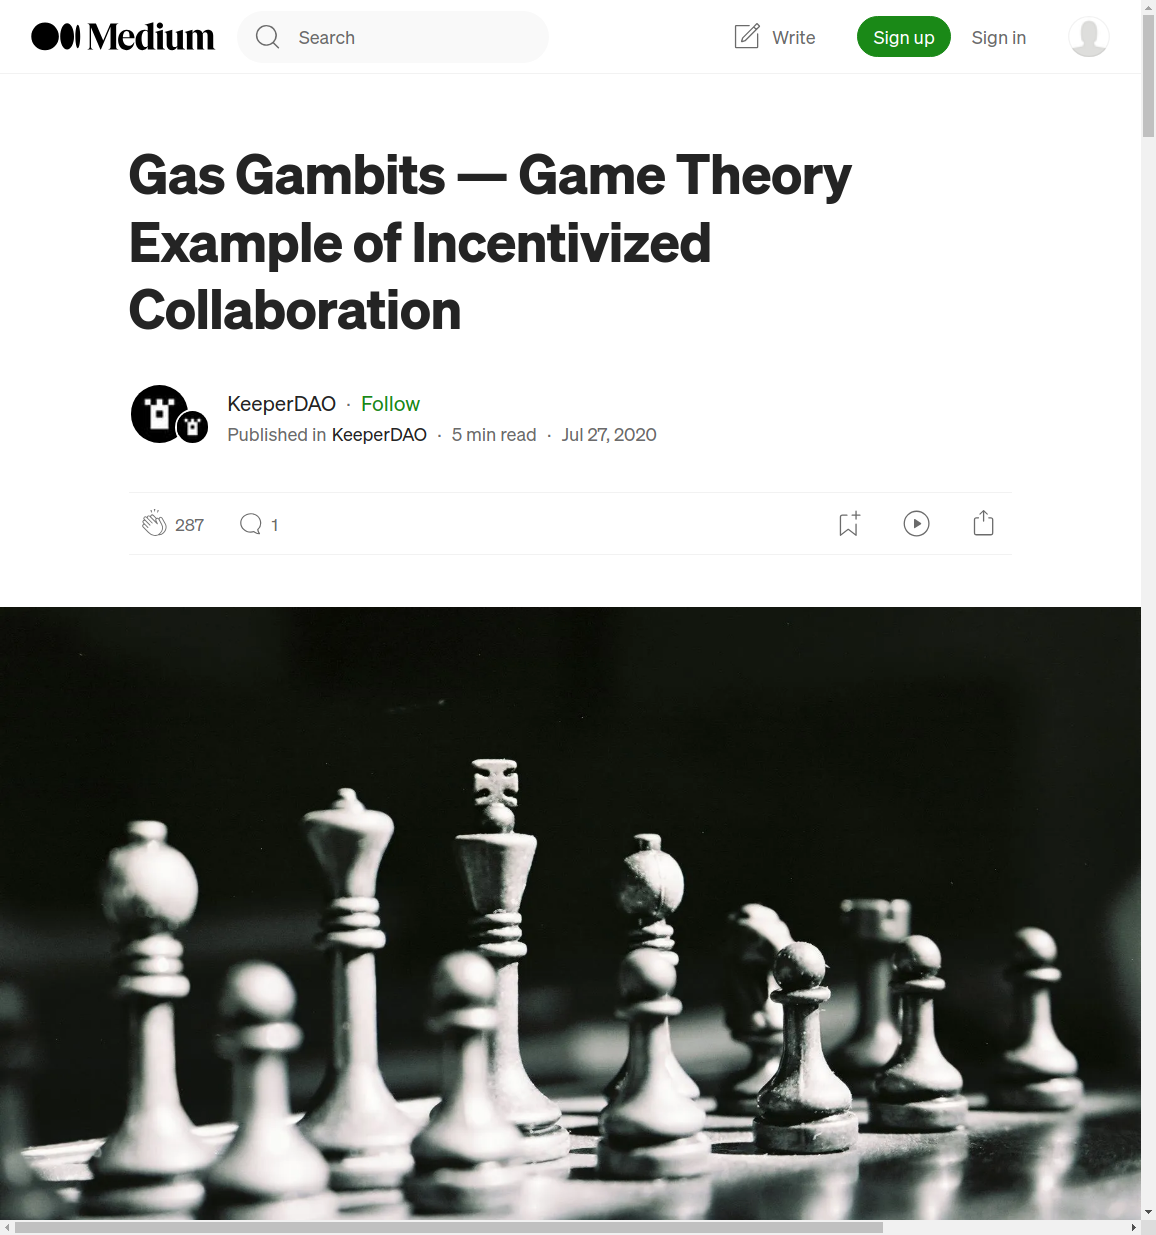 Medium
Search
Write
Sign up
Sign in
Gas Gambits — Game Theory
Example of Incentivized
Collaboration
KeeperDAO · Follow
Published in KeeperDAO · 5 min read · Jul 27, 2020
287
1